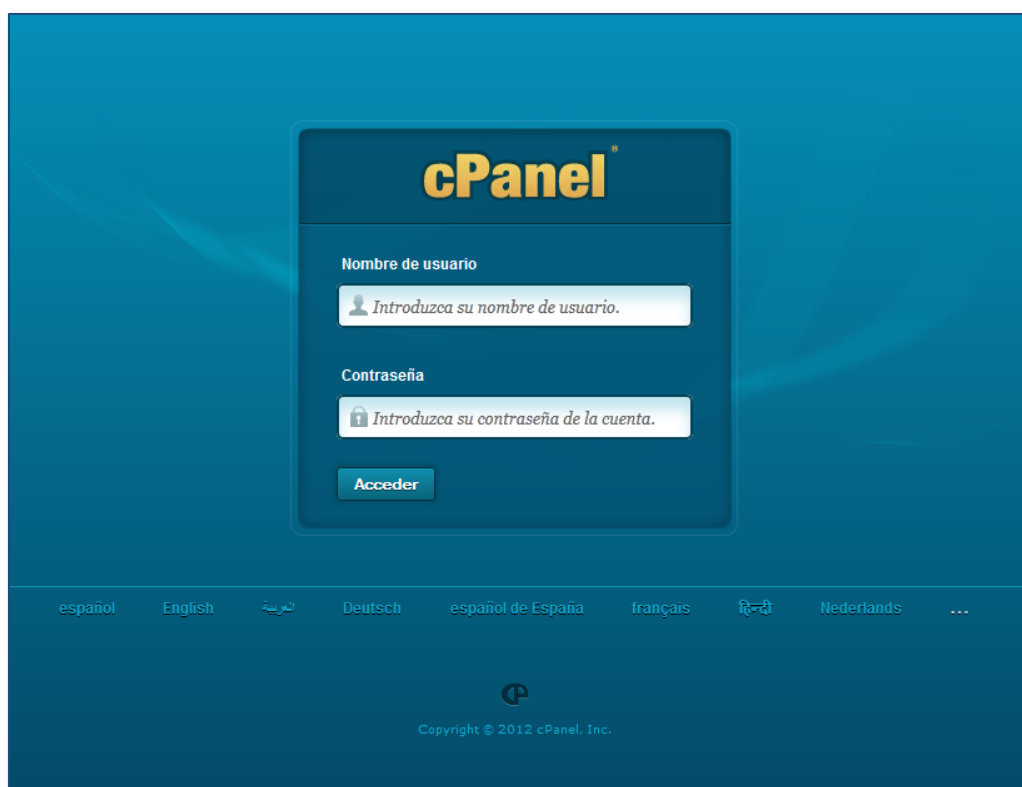 cPanel®
Nombre de usuario
Introduzca su nombre de usuario.
Contraseña
Introduzca su contraseña de la cuenta.
Acceder
español English العربية Deutsch español de España français हिन्दी Nederlands ...
cP
Copyright © 2012 cPanel, Inc.